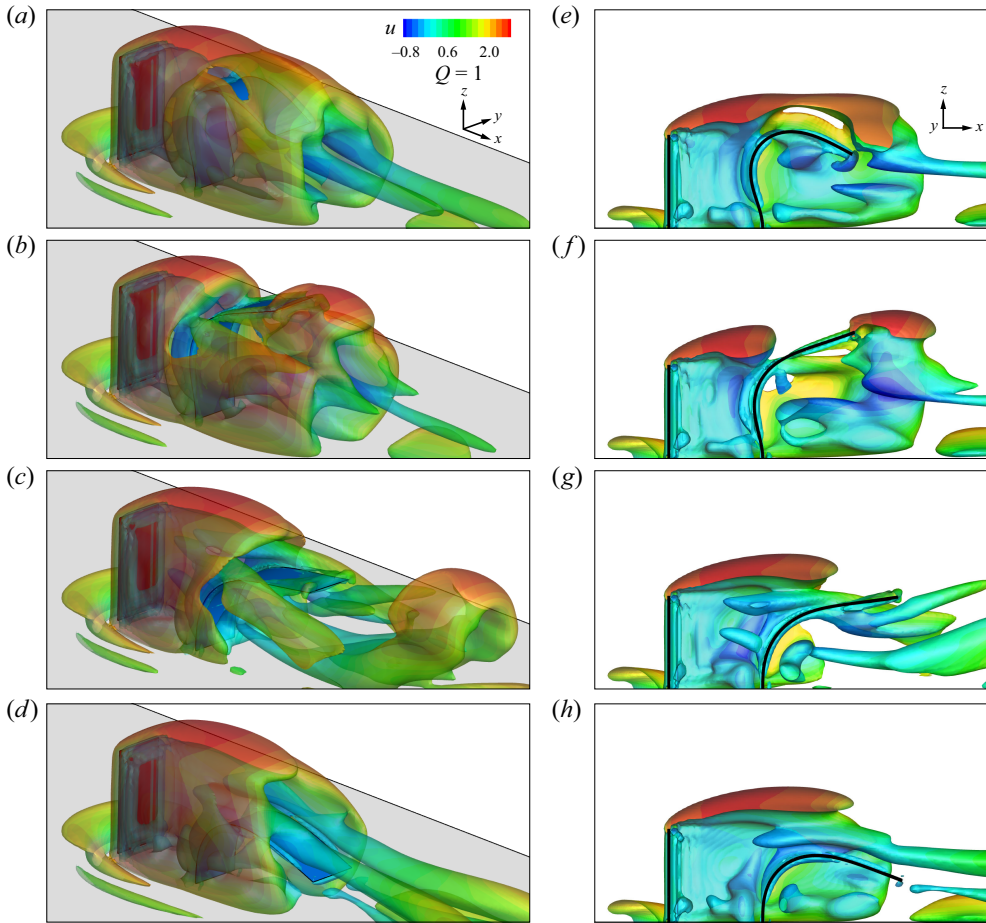 (a)
u
−0.8 0.6 2.0
Q = 1
z
y
x
(e)
z
y x
(b)
(f)
(c)
(g)
(d)
(h)